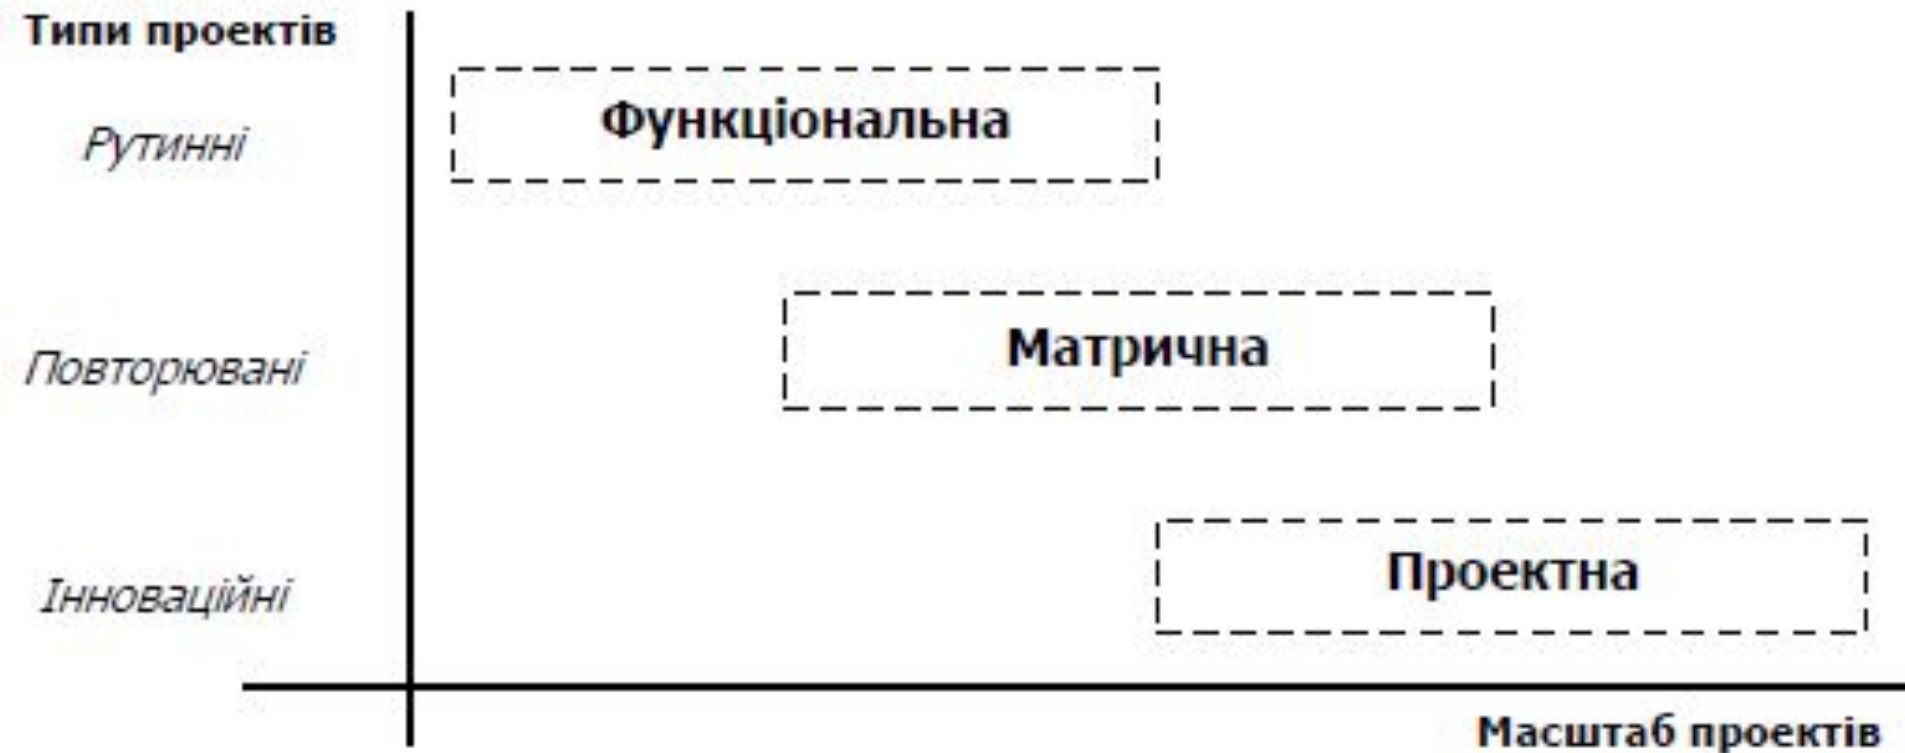 Типи проектів
Функціональна
Рутинні
Матрична
Повторювані
Проектна
Інноваційні
Масштаб проектів